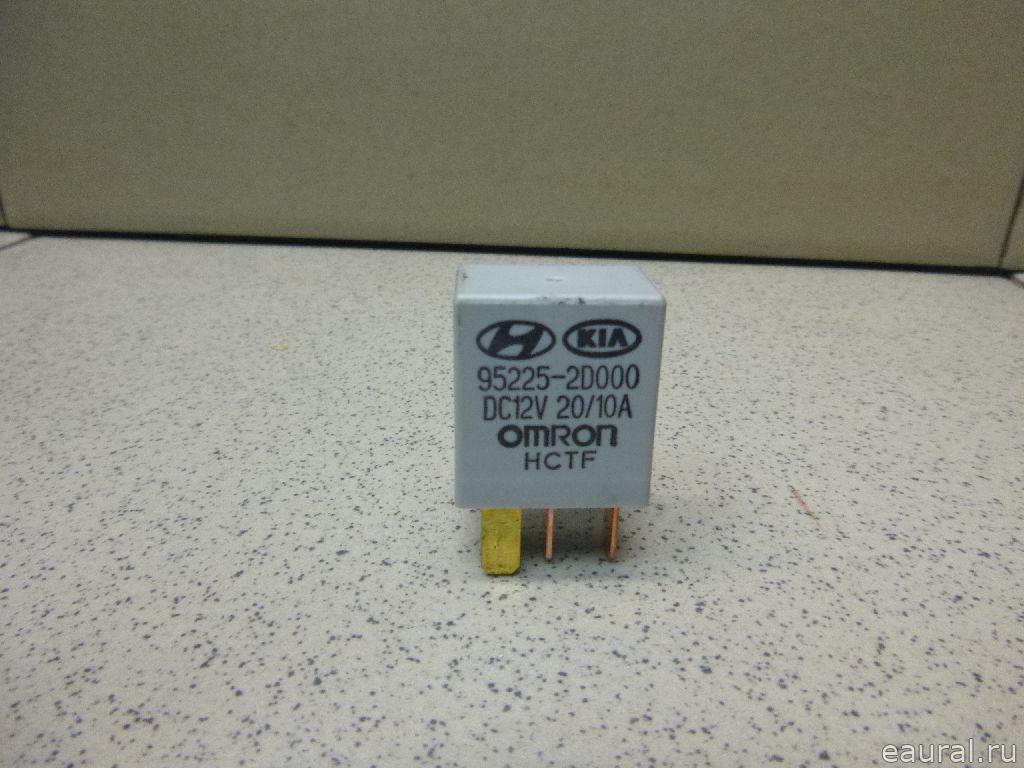 KIA
95225-2D000
DC12V 20/10A
OMRON
HCTF
eaural.ru